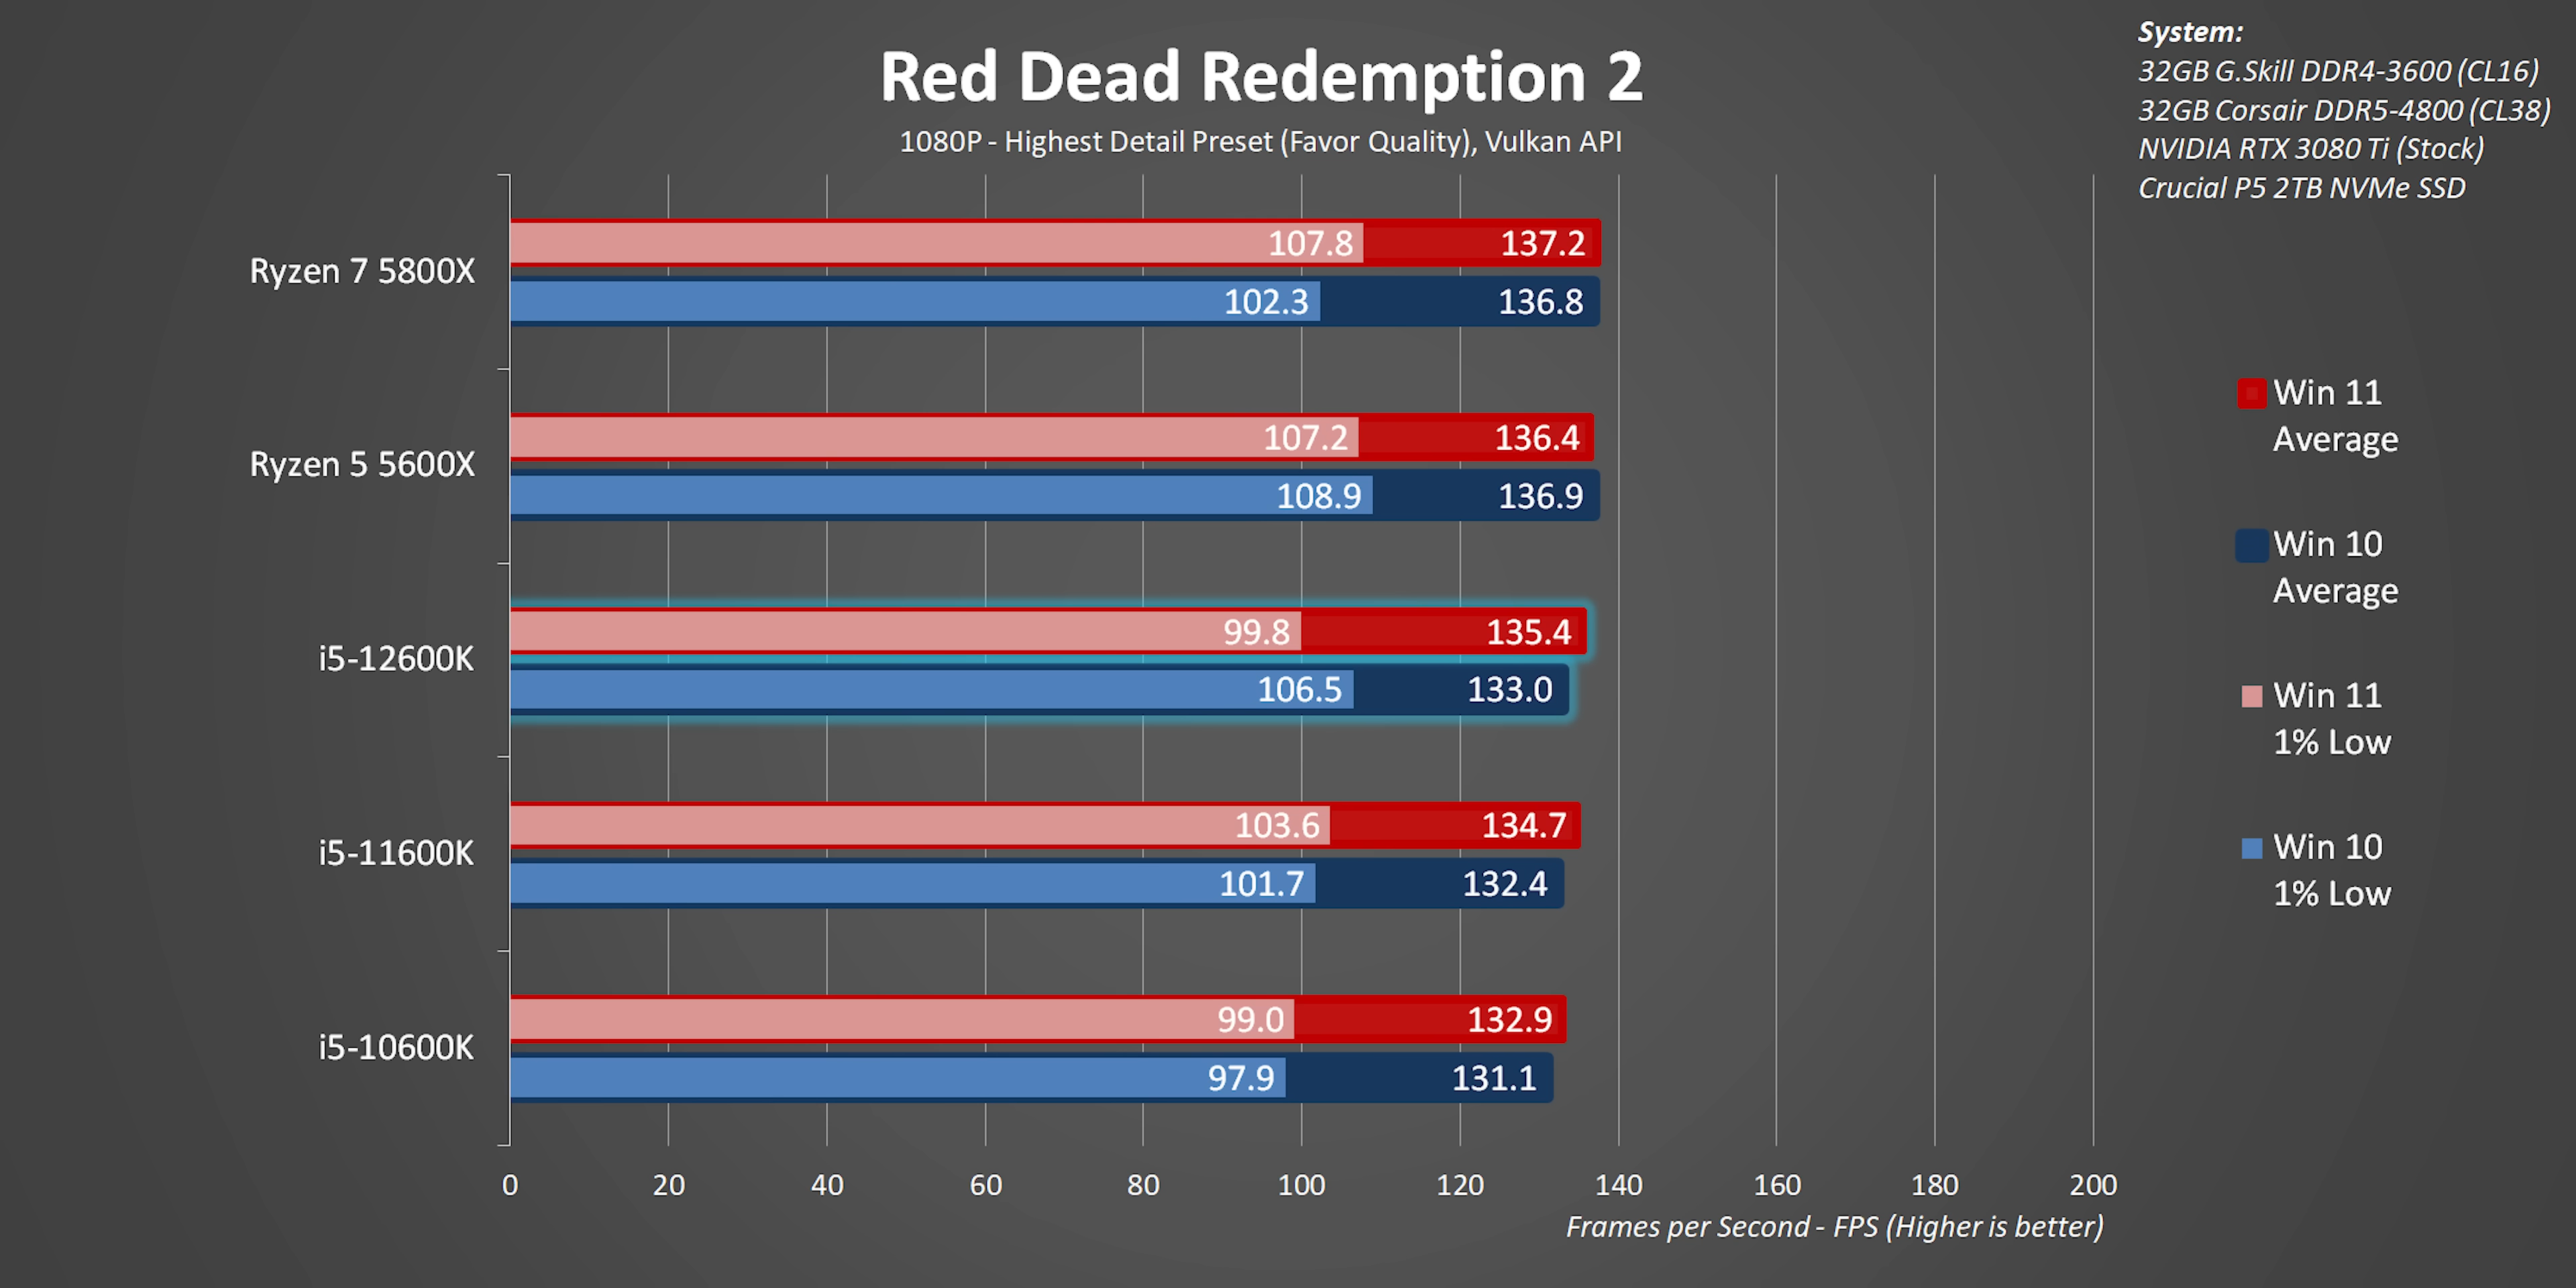 Red Dead Redemption 2
1080P - Highest Detail Preset (Favor Quality), Vulkan API
System:
32GB G.Skill DDR4-3600 (CL16)
32GB Corsair DDR5-4800 (CL38)
NVIDIA RTX 3080 Ti (Stock)
Crucial P5 2TB NVMe SSD
Ryzen 7 5800X
107.8 137.2
102.3 136.8
Ryzen 5 5600X
107.2 136.4
108.9 136.9
i5-12600K
99.8 135.4
106.5 133.0
i5-11600K
103.6 134.7
101.7 132.4
i5-10600K
99.0 132.9
97.9 131.1
0 20 40 60 80 100 120 140 160 180 200
Frames per Second - FPS (Higher is better)
Win 11
Average
Win 10
Average
Win 11
1% Low
Win 10
1% Low